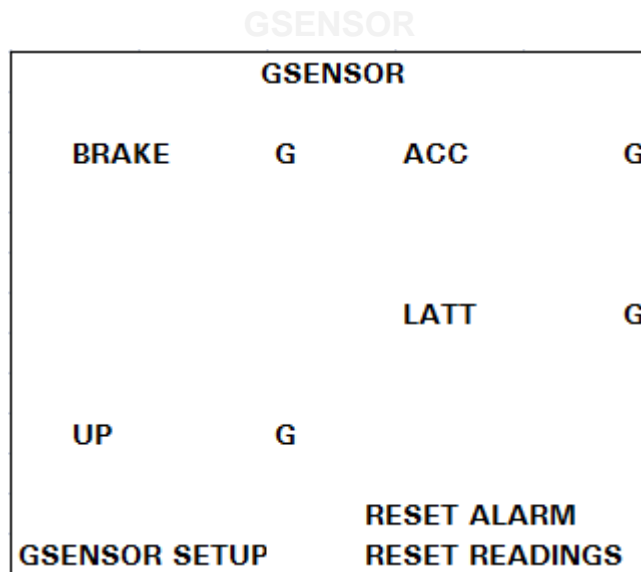 GSENSOR
GSENSOR
BRAKE G ACC G
LATT G
UP G
RESET ALARM
GSENSOR SETUP RESET READINGS